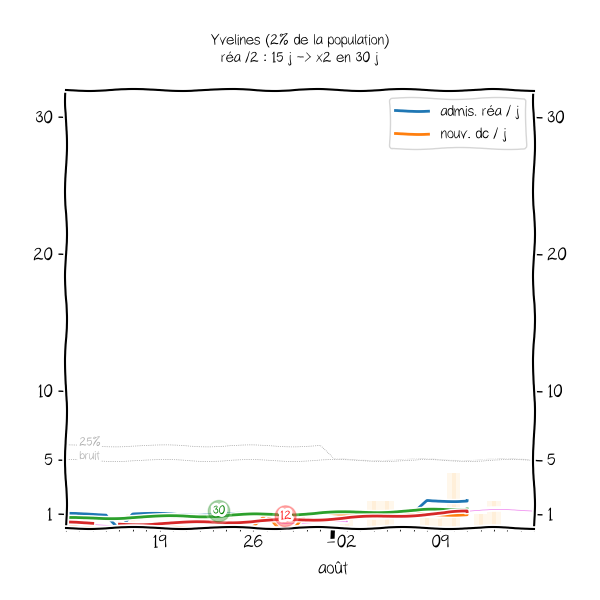 Yvelines (2% de la population)
réa /2 : 15 j -> x2 en 30 j
admis. réa / j
nouv. dc / j
30
30
20
20
10
10
25%
5
bruit
5
30
12
1
1
19
26
02
09
août